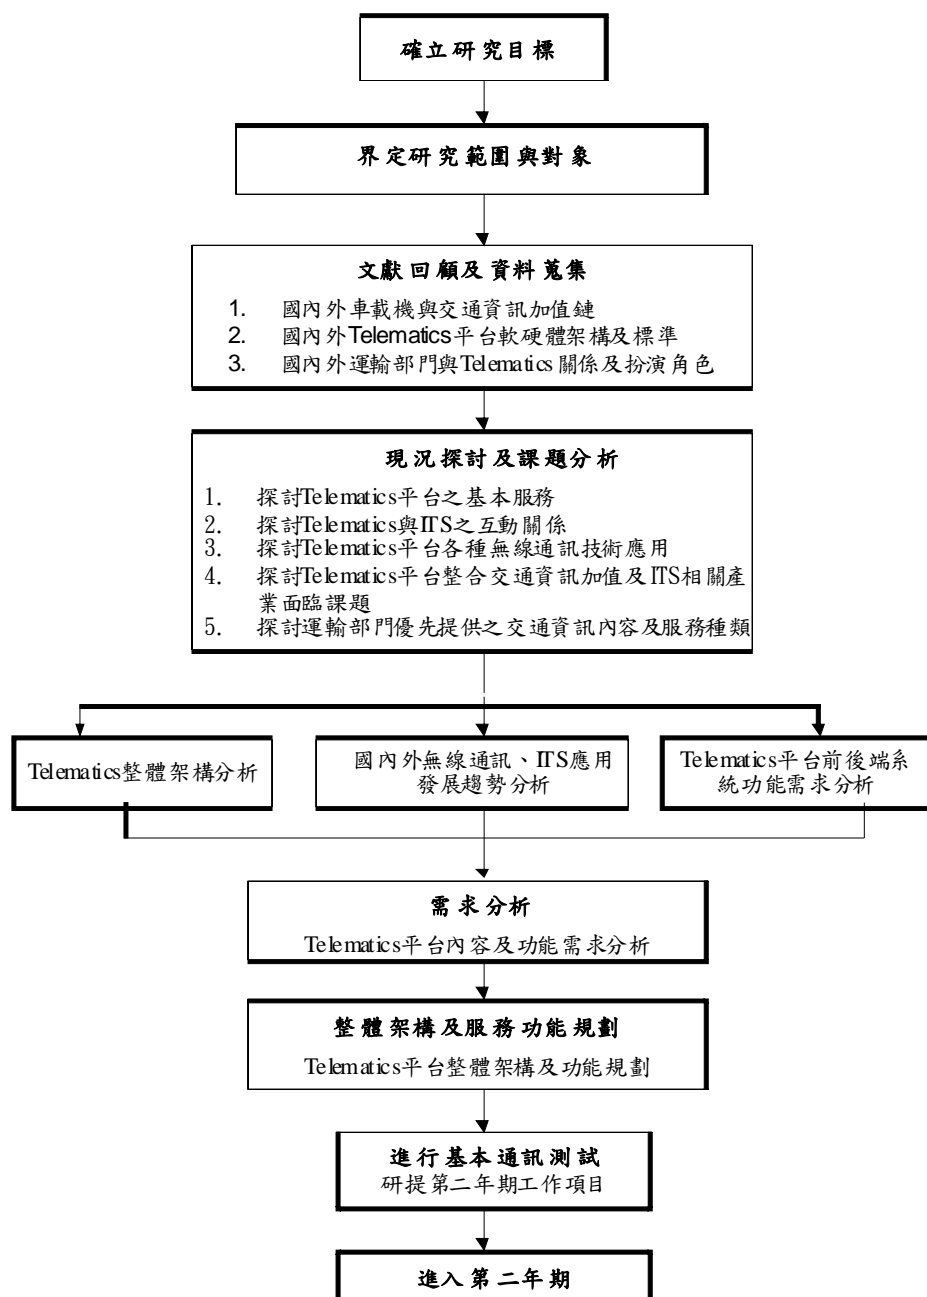 確立研究目標
界定研究範圍與對象
文獻回顧及資料蒐集
1. 國內外車載機與交通資訊加值鏈
2. 國內外Telematics平台軟硬體架構及標準
3. 國內外運輸部門與Telematics關係及扮演角色
現況探討及課題分析
1. 探討Telematics平台之基本服務
2. 探討Telematics與ITS之互動關係
3. 探討Telematics平台各種無線通訊技術應用
4. 探討Telematics平台整合交通資訊加值及ITS相關產
業面臨課題
5. 探討運輸部門優先提供之交通資訊內容及服務種類
Telematics整體架構分析
國內外無線通訊、ITS應用
發展趨勢分析
Telematics平台前後端系
統功能需求分析
需求分析
Telematics平台內容及功能需求分析
整體架構及服務功能規劃
Telematics平台整體架構及功能規劃
進行基本通訊測試
研提第二年期工作項目
進入第二年期